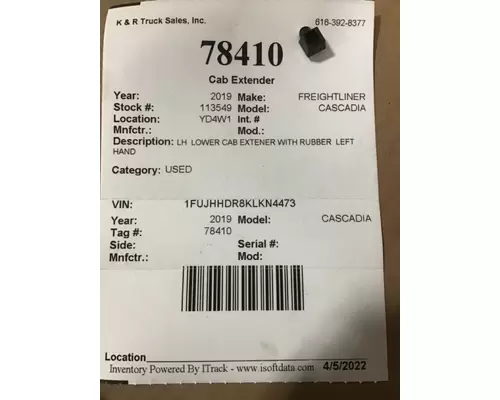 K & R Truck Sales, Inc. 616-392-8377
78410
Cab Extender
Year: 2019 Make: FREIGHTLINER
Stock #: 113549 Model: CASCADIA
Location: YD4W1 Int. #
Mnfctr.: Mod.:
Description: LH LOWER CAB EXTENER WITH RUBBER LEFT
HAND
Category: USED
VIN: 1FUJHHDR8KLKN4473
Year: 2019 Model: CASCADIA
Tag #: 78410
Side: Serial #:
Mnfctr.: Mod:
Location
Inventory Powered By ITrack - www.isoftdata.com 4/5/2022